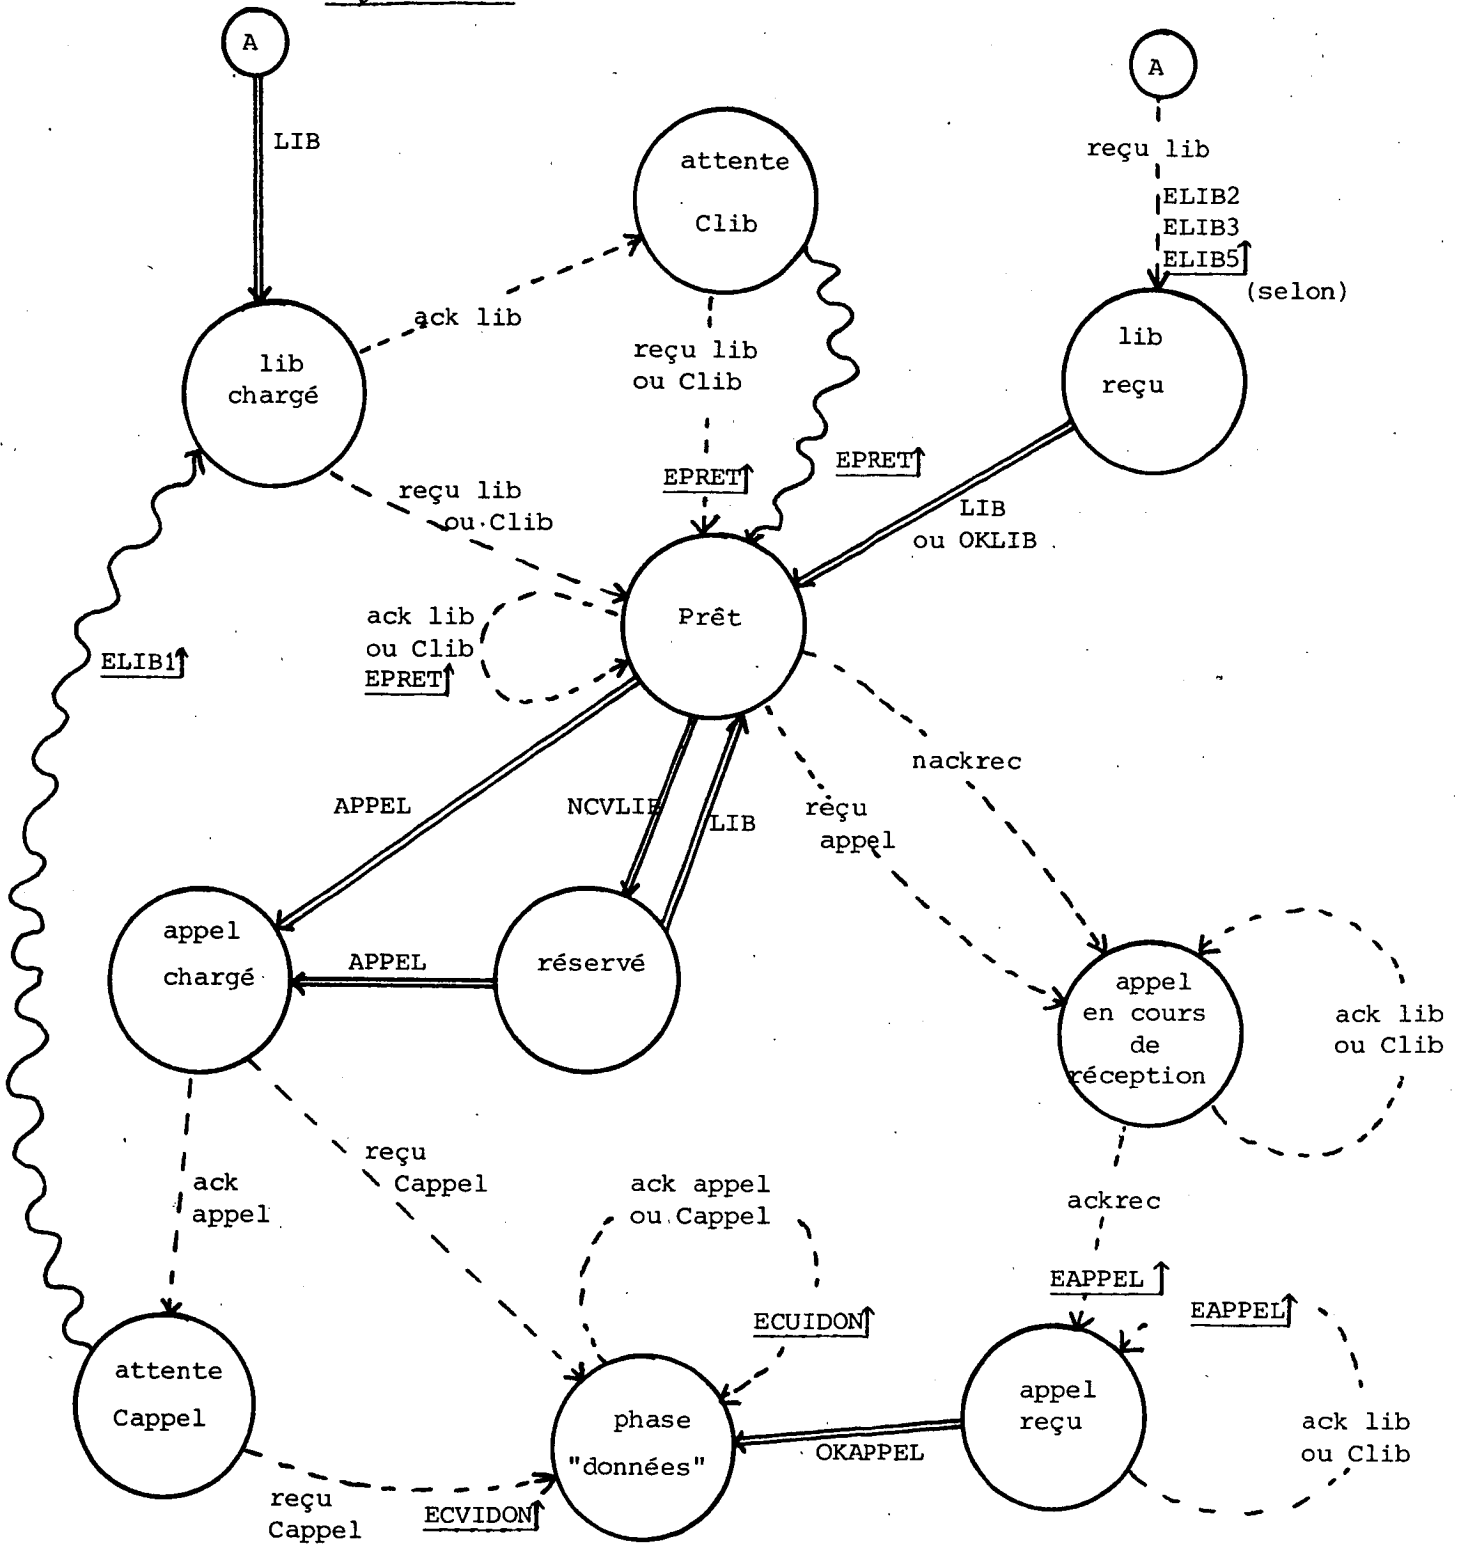 A
A
LIB
reçu lib
attente
Clib
ELIB2
ELIB3
ELIB5
(selon)
ack lib
lib
chargé
reçu lib
ou Clib
lib
reçu
EPRET
EPRET
reçu lib
ou Clib
LIB
ou OKLIB
Prêt
ack lib
ou Clib
EPRET
ELIB1
nackrec
APPEL
NCVLIB
LIB
reçu
appel
appel
chargé
APPEL
réservé
appel
en cours
de
réception
ack lib
ou Clib
reçu
Cappel
ack
appel
ack appel
ou Cappel
ackrec
EAPPEL
EAPPEL
ECUIDON
attente
Cappel
phase
"données"
appel
reçu
OKAPPEL
ack lib
ou Clib
reçu
Cappel
ECVIDON